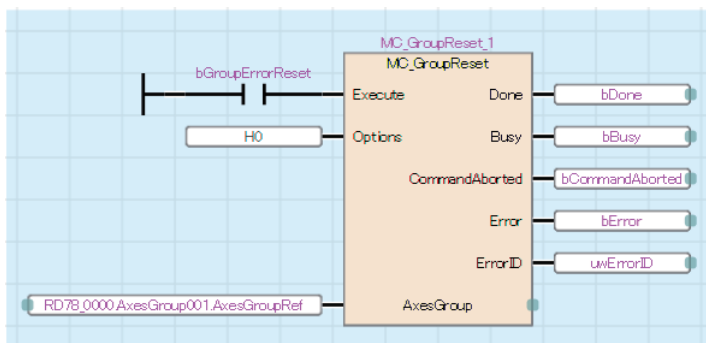 MC_GroupReset_1
MC_GroupReset
bGroupErrorReset
Execute Done bDone
H0 Options Busy bBusy
CommandAborted bCommandAborted
Error bError
ErrorID uwErrorID
RD78_0000.AxesGroup001.AxesGroupRef AxesGroup